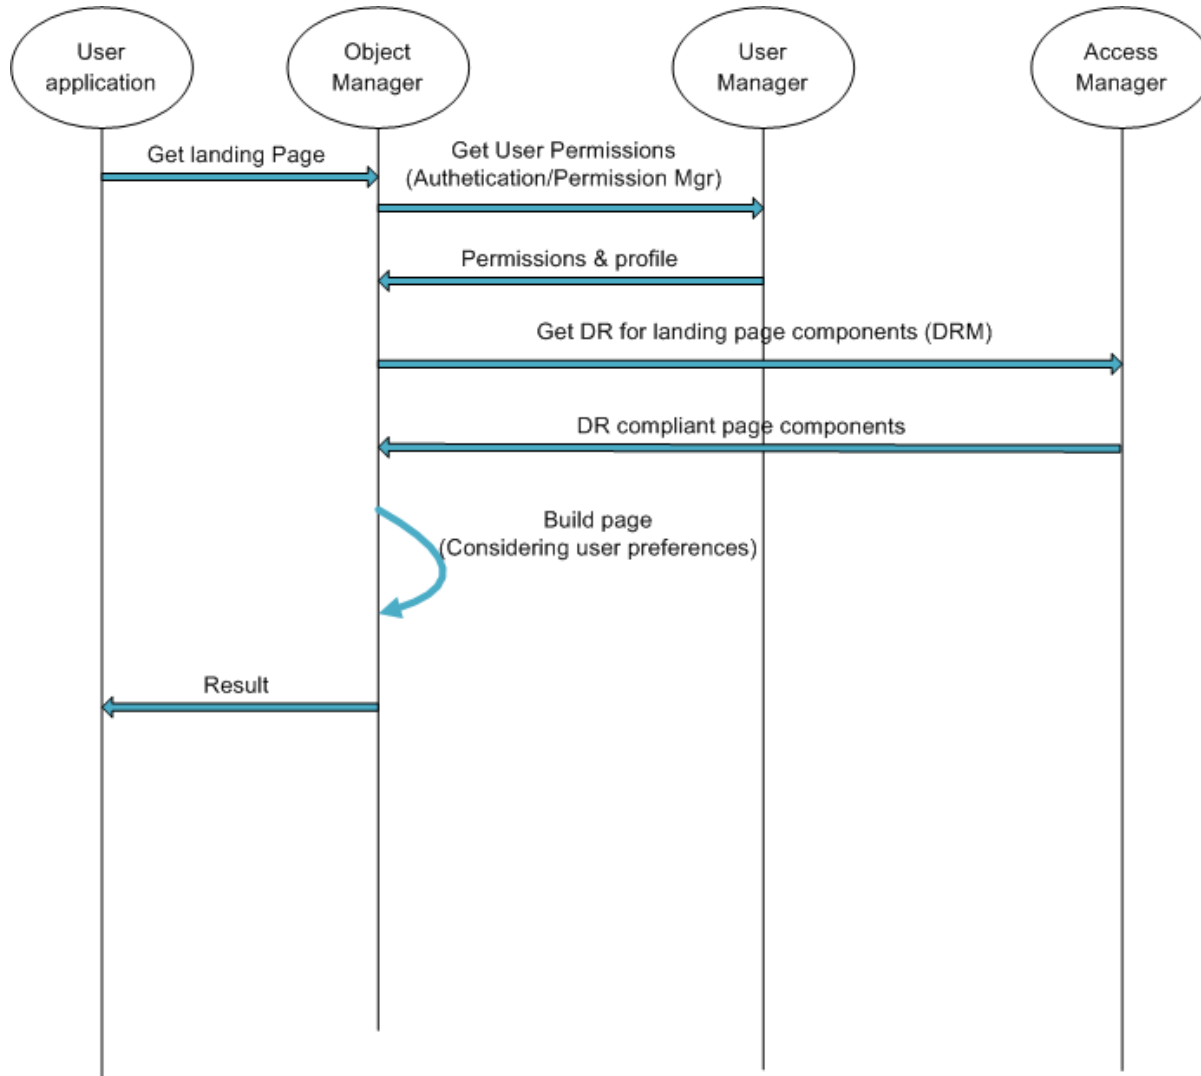 User
application
Object
Manager
User
Manager
Access
Manager
Get landing Page
Get User Permissions
(Authetication/Permission Mgr)
Permissions & profile
Get DR for landing page components (DRM)
DR compliant page components
Build page
(Considering user preferences)
Result